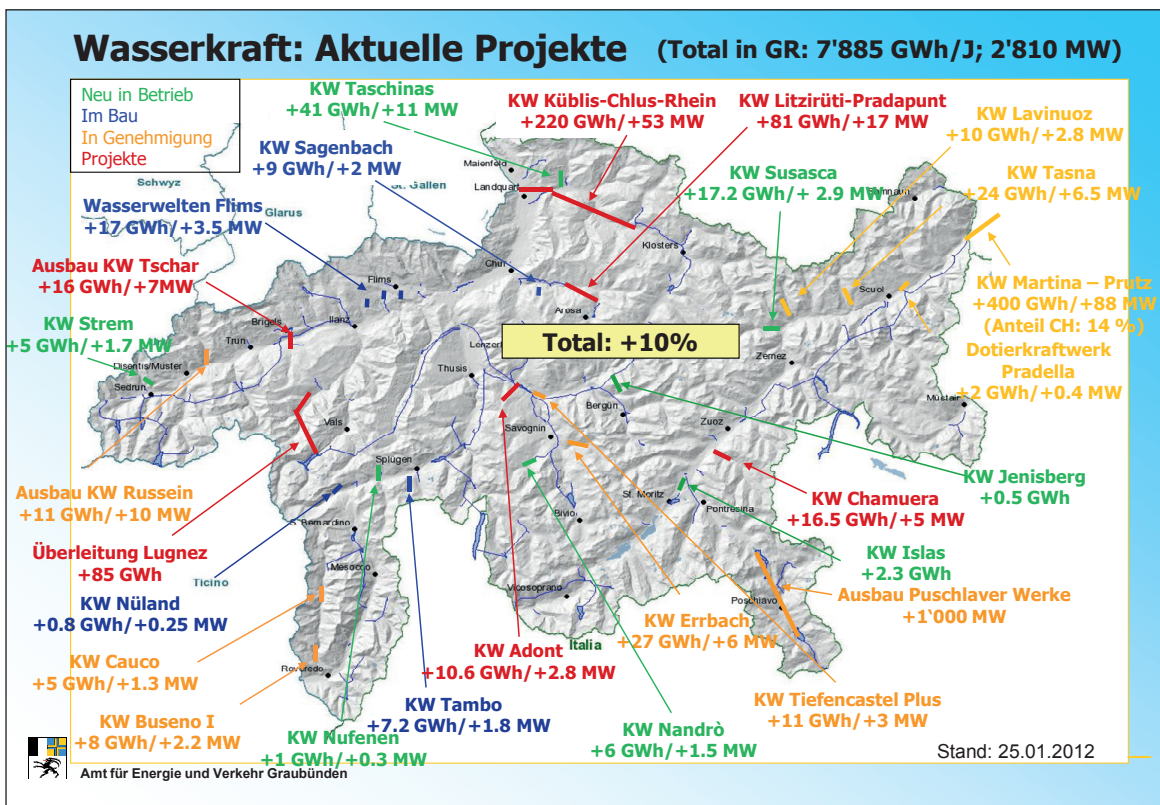 Wasserkraft: Aktuelle Projekte (Total in GR: 7'885 GWh/J; 2'810 MW)
Neu in Betrieb
Im Bau
In Genehmigung
Projekte
KW Taschinas
+41 GWh/+11 MW
KW Küblis-Chlus-Rhein
+220 GWh/+53 MW
KW Litzirüti-Pradapunt
+81 GWh/+17 MW
KW Lavinuoz
+10 GWh/+2.8 MW
KW Sagenbach
+9 GWh/+2 MW
KW Susasca
+17.2 GWh/+ 2.9 MW
KW Tasna
+24 GWh/+6.5 MW
Wasserwelten Flims
+17 GWh/+3.5 MW
Ausbau KW Tschar
+16 GWh/+7MW
KW Martina – Prutz
+400 GWh/+88 MW
(Anteil CH: 14 %)
KW Strem
+5 GWh/+1.7 MW
Total: +10%
Dotierkraftwerk
Pradella
+2 GWh/+0.4 MW
Schwyz
Glarus
St. Gallen
Maienfeld
Landquart
Klosters
Chur
Arosa
Flims
Ilanz
Brigels
Trun
Disentis/Muster
Sedrun
Thusis
Scuol
Zernez
Müstair
Vals
Splügen
Savognin
Bergün
Zuoz
St. Moritz
Pontresina
Bivio
Mesocco
Vicosoprano
Poschiavo
Ticino
Italia
Ausbau KW Russein
+11 GWh/+10 MW
KW Jenisberg
+0.5 GWh
KW Chamuera
+16.5 GWh/+5 MW
Überleitung Lugnez
+85 GWh
KW Islas
+2.3 GWh
KW Nüland
+0.8 GWh/+0.25 MW
Ausbau Puschlaver Werke
+1'000 MW
KW Errbach
+27 GWh/+6 MW
KW Cauco
+5 GWh/+1.3 MW
KW Adont
+10.6 GWh/+2.8 MW
KW Tiefencastel Plus
+11 GWh/+3 MW
KW Tambo
+7.2 GWh/+1.8 MW
KW Buseno I
+8 GWh/+2.2 MW
KW Nandrò
+6 GWh/+1.5 MW
KW Nufenen
+1 GWh/+0.3 MW
Stand: 25.01.2012
Amt für Energie und Verkehr Graubünden